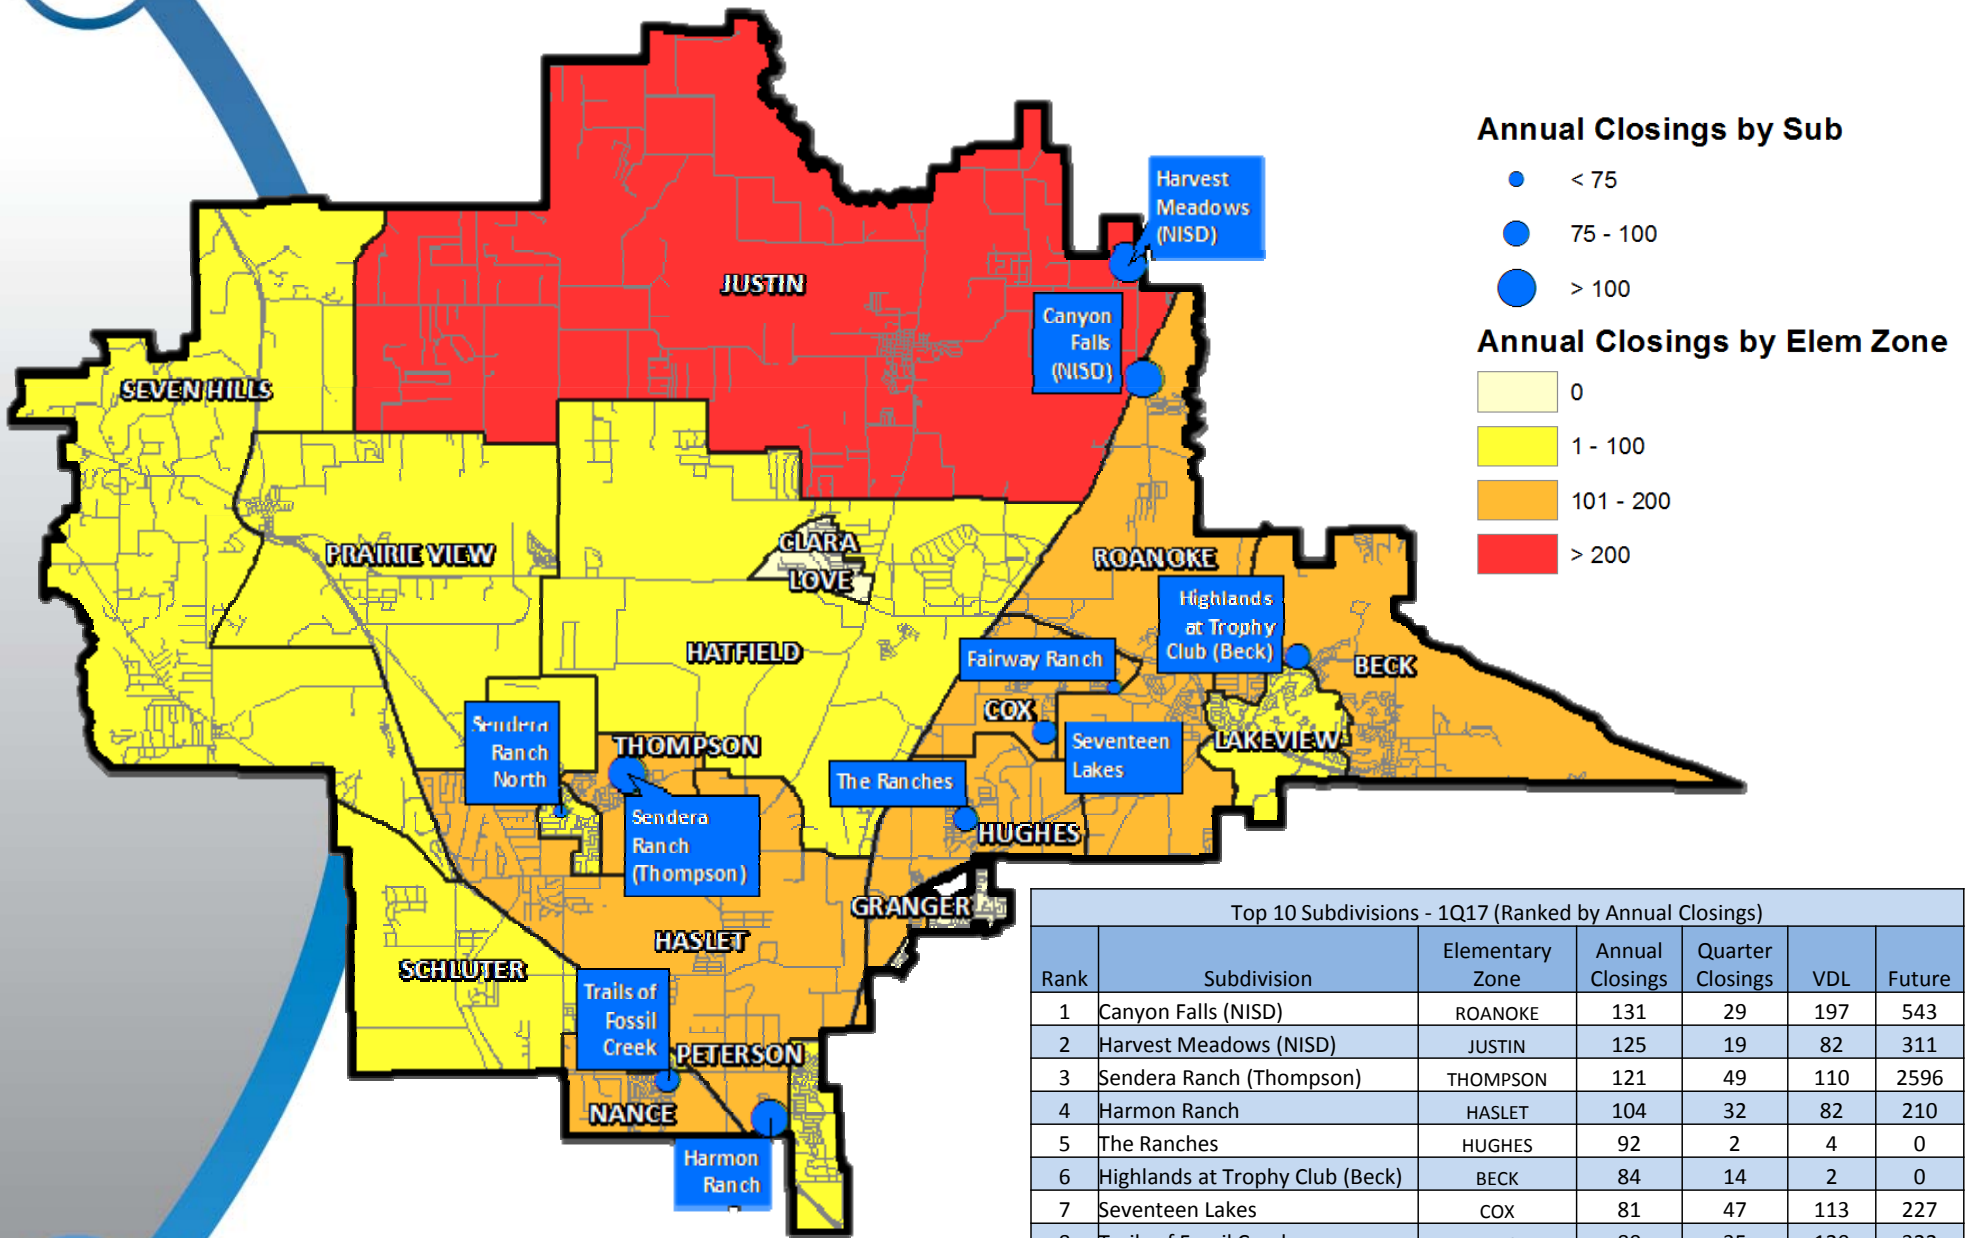 Annual Closings by Sub
< 75
75 - 100
> 100
Annual Closings by Elem Zone
0
1 - 100
101 - 200
> 200
Harvest
Meadows
(NISD)
JUSTIN
Canyon
Falls
(NISD)
SEVEN HILLS
PRAIRIE VIEW
CLARA
LOVE
ROANOKE
Highlands
at Trophy
Club (Beck)
HATFIELD
Fairway Ranch
BECK
COX
Sendera
Ranch
North
THOMPSON
Seventeen
Lakes
LAKEVIEW
The Ranches
Sendera
Ranch
(Thompson)
HUGHES
GRANGER
HASLET
SCHLUTER
Trails of
Fossil
Creek
PETERSON
NANCE
Harmon
Ranch
Top 10 Subdivisions - 1Q17 (Ranked by Annual Closings)
Rank Subdivision Elementary Zone Annual Closings Quarter Closings VDL Future
1 Canyon Falls (NISD) ROANOKE 131 29 197 543
2 Harvest Meadows (NISD) JUSTIN 125 19 82 311
3 Sendera Ranch (Thompson) THOMPSON 121 49 110 2596
4 Harmon Ranch HASLET 104 32 82 210
5 The Ranches HUGHES 92 2 4 0
6 Highlands at Trophy Club (Beck) BECK 84 14 2 0
7 Seventeen Lakes COX 81 47 113 227